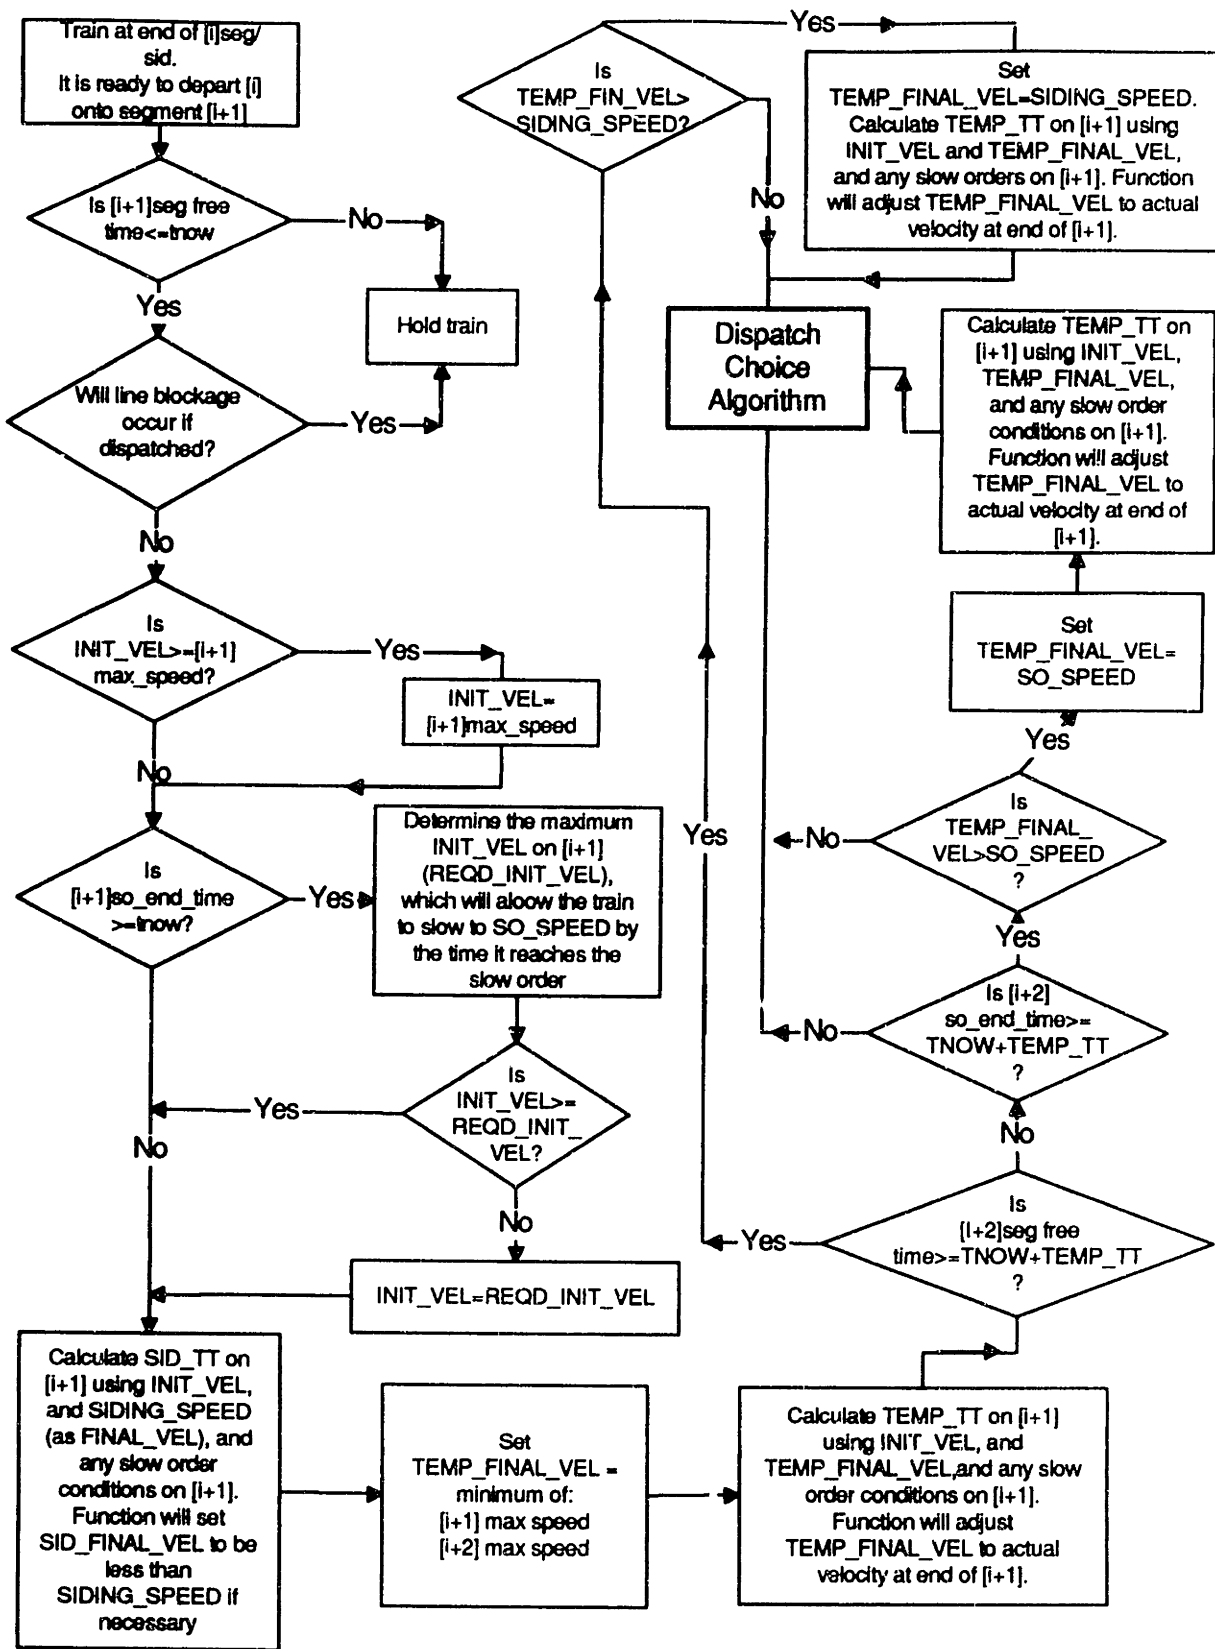 Train at end of [i]seg/
sid.
It is ready to depart [i]
onto segment [i+1]
Is [i+1]seg free
time<=tnow
No
Yes
Hold train
Will line blockage
occur if
dispatched?
Yes
No
Is
INIT_VEL>=[i+1]
max_speed?
Yes
INIT_VEL=
[i+1]max_speed
No
Is
[i+1]so_end_time
>=tnow?
Yes
Determine the maximum
INIT_VEL on [i+1]
(REQD_INIT_VEL),
which will aloow the train
to slow to SO_SPEED by
the time it reaches the
slow order
Is
INIT_VEL>=
REQD_INIT_
VEL?
Yes
No
No
INIT_VEL=REQD_INIT_VEL
Calculate SID_TT on
[i+1] using INIT_VEL,
and SIDING_SPEED
(as FINAL_VEL), and
any slow order
conditions on [i+1].
Function will set
SID_FINAL_VEL to be
less than
SIDING_SPEED if
necessary
Set
TEMP_FINAL_VEL =
minimum of:
[i+1] max speed
[i+2] max speed
Calculate TEMP_TT on [i+1]
using INIT_VEL, and
TEMP_FINAL_VEL,and any slow
order conditions on [i+1].
Function will adjust
TEMP_FINAL_VEL to actual
velocity at end of [i+1].
Is
[i+2]seg free
time>=TNOW+TEMP_TT
?
Yes
No
Yes
Is [i+2]
so_end_time>=
TNOW+TEMP_TT
?
No
Yes
Is
TEMP_FINAL_
VEL>SO_SPEED
?
No
Yes
Set
TEMP_FINAL_VEL=
SO_SPEED
Calculate TEMP_TT on
[i+1] using INIT_VEL,
TEMP_FINAL_VEL,
and any slow order
conditions on [i+1].
Function will adjust
TEMP_FINAL_VEL to
actual velocity at end of
[i+1].
Dispatch
Choice
Algorithm
Is
TEMP_FIN_VEL>
SIDING_SPEED?
Yes
No
Set
TEMP_FINAL_VEL=SIDING_SPEED.
Calculate TEMP_TT on [i+1] using
INIT_VEL and TEMP_FINAL_VEL,
and any slow orders on [i+1]. Function
will adjust TEMP_FINAL_VEL to actual
velocity at end of [i+1].